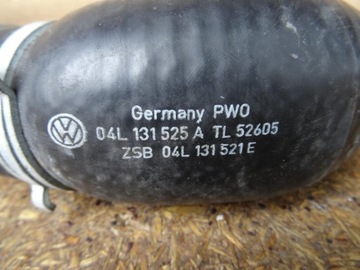 Germany PWO
04L 131 525 A TL 52605
ZSB 04L 131 521 E